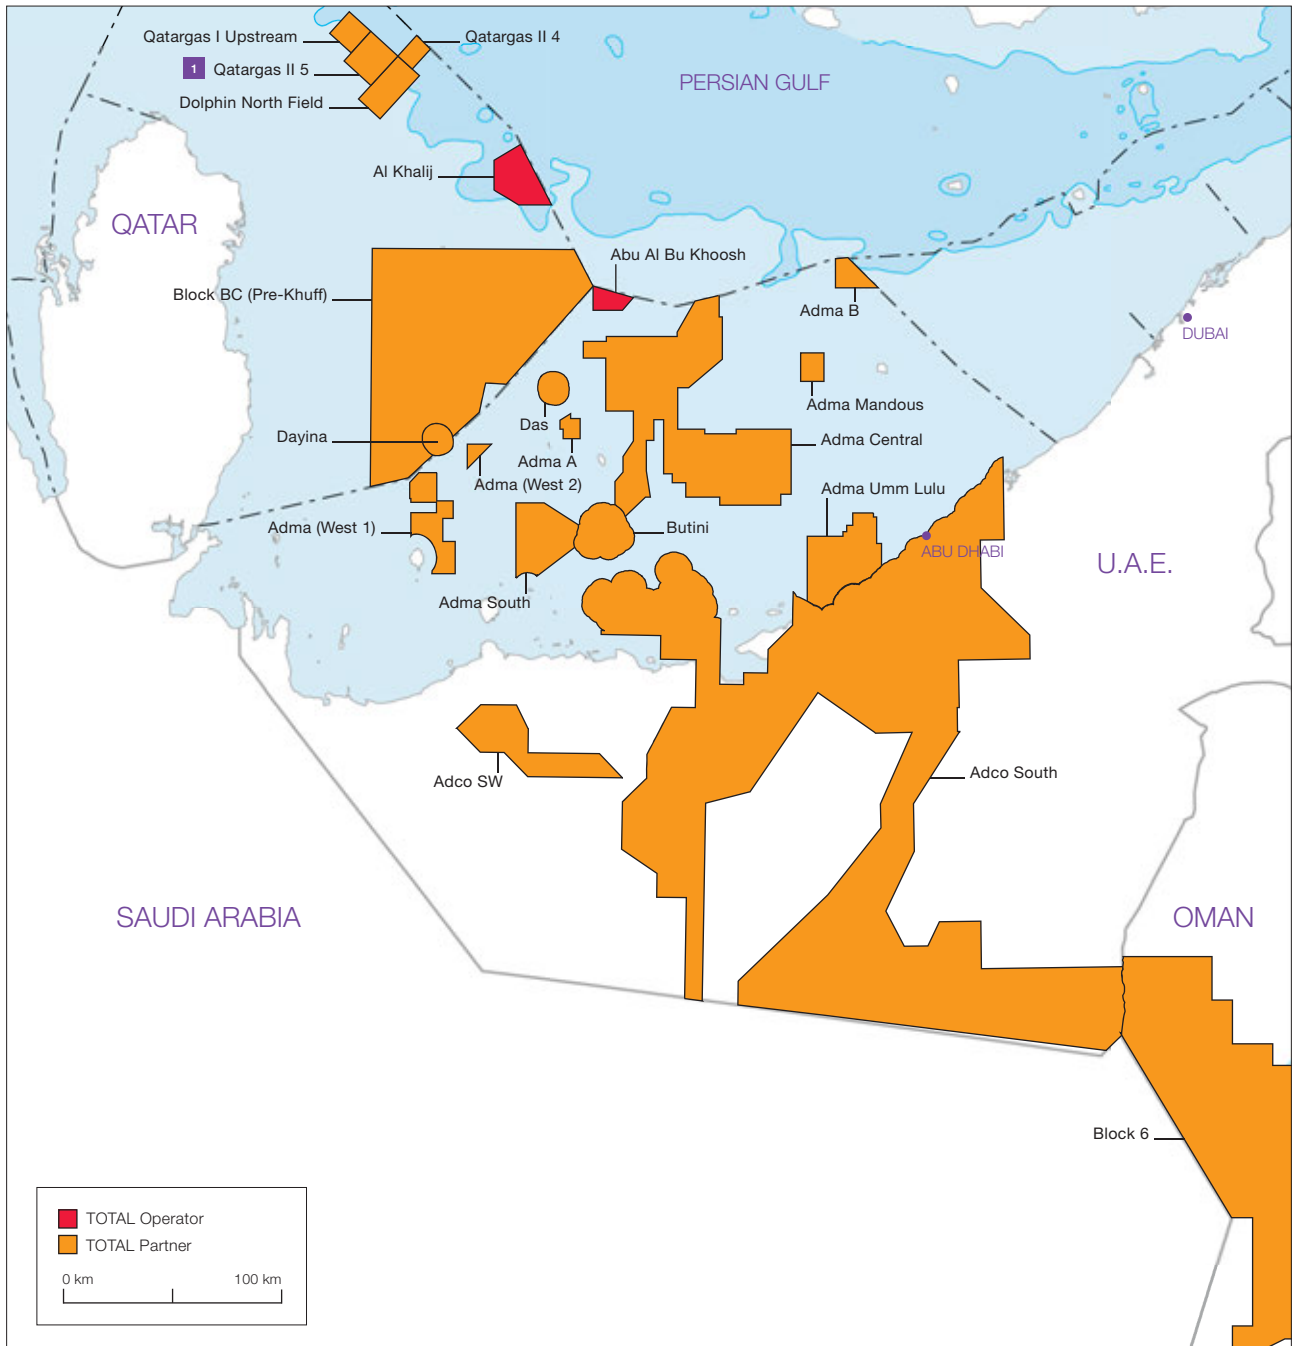 Qatargas I Upstream
Qatargas II 4
1 Qatargas II 5
PERSIAN GULF
Dolphin North Field
Al Khalij
QATAR
Abu Al Bu Khoosh
Block BC (Pre-Khuff)
Adma B
DUBAI
Adma Mandous
Das
Dayina
Adma Central
Adma A
Adma (West 2)
Adma Umm Lulu
Adma (West 1)
Butini
ABU DHABI
U.A.E.
Adma South
Adco SW
Adco South
SAUDI ARABIA
OMAN
Block 6
TOTAL Operator
TOTAL Partner
0 km 100 km